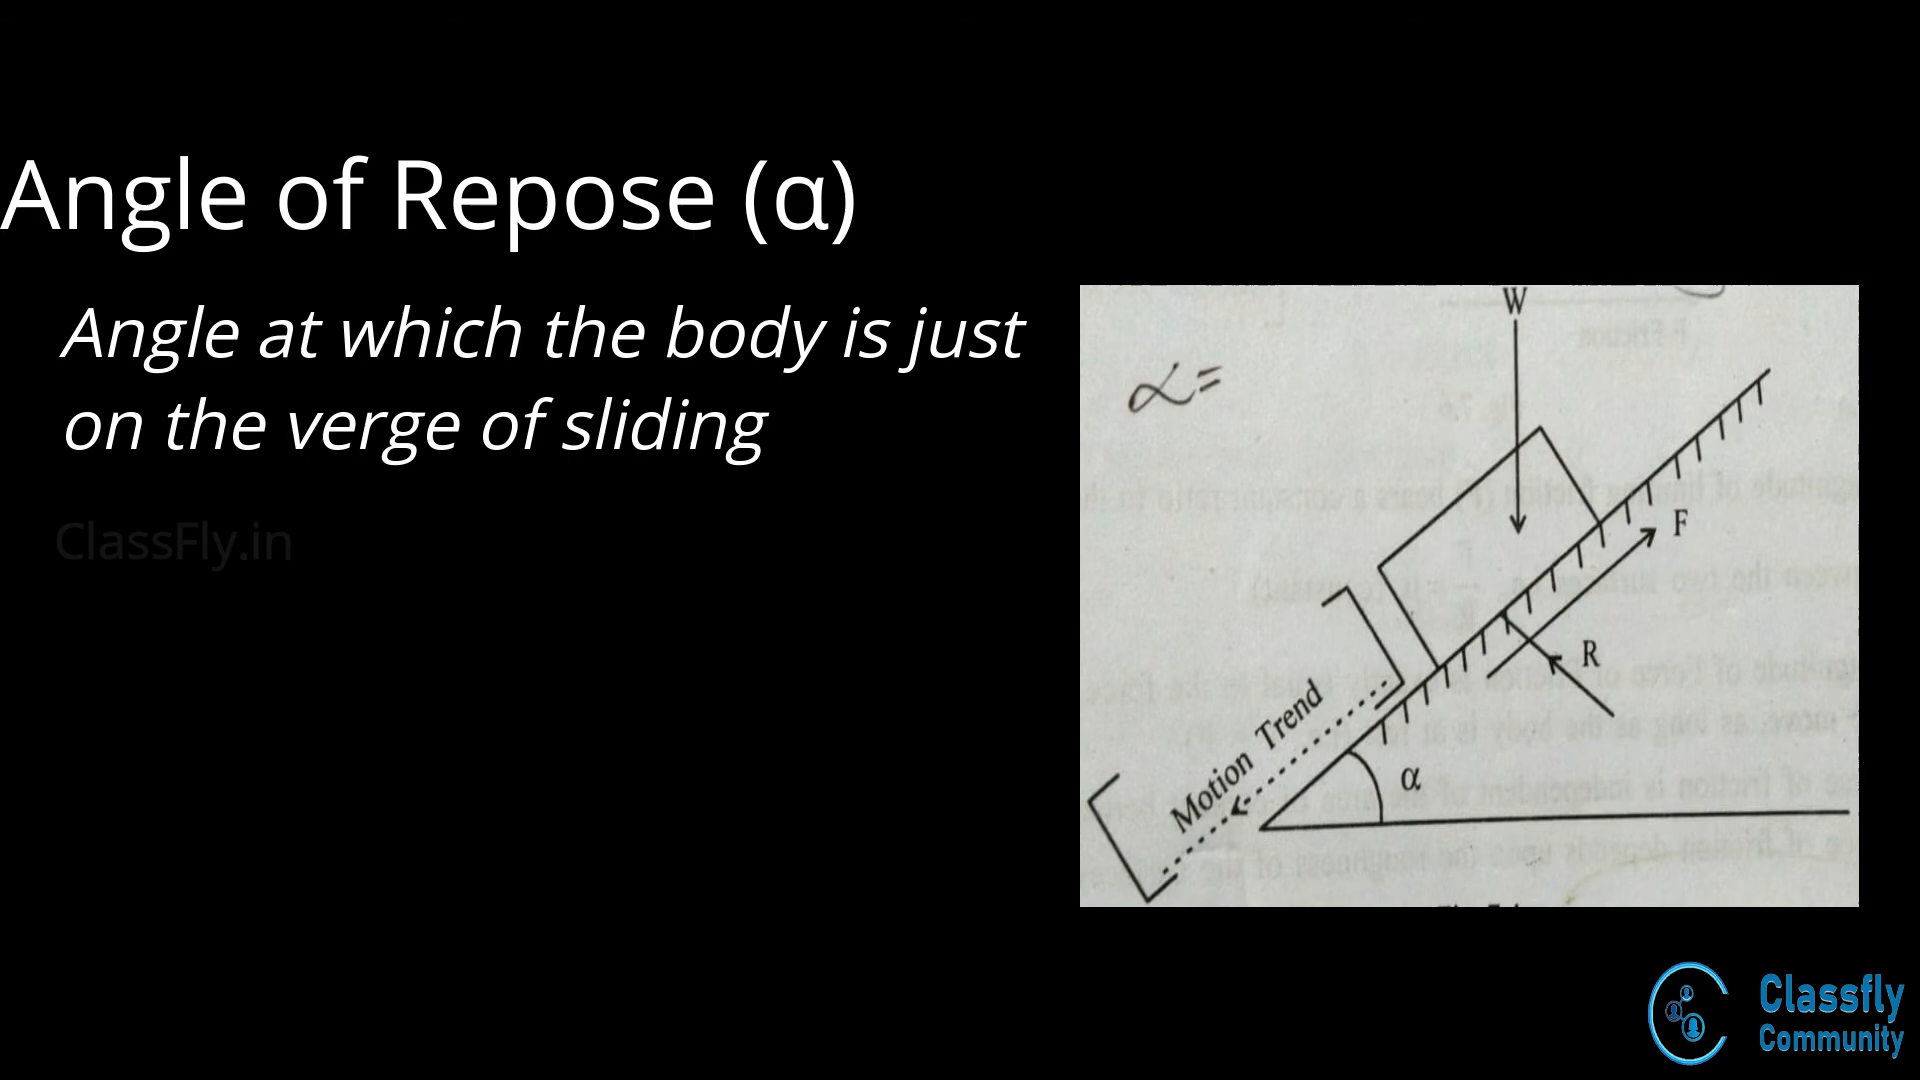 Angle of Repose (α)
Angle at which the body is just
on the verge of sliding
ClassFly.in
W
α=
F
R
Motion Trend
α
Classfly
Community